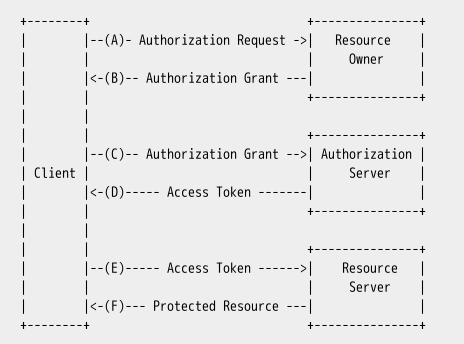 +--------+                               +---------------+
|        |--(A)- Authorization Request ->|   Resource    |
|        |                               |     Owner     |
|        |<-(B)-- Authorization Grant ---|               |
|        |                               +---------------+
|        |
|        |                               +---------------+
|        |--(C)-- Authorization Grant -->| Authorization |
| Client |                               |     Server    |
|        |<-(D)----- Access Token -------|               |
|        |                               +---------------+
|        |
|        |                               +---------------+
|        |--(E)----- Access Token ------>|    Resource   |
|        |                               |     Server    |
|        |<-(F)--- Protected Resource ---|               |
+--------+                               +---------------+